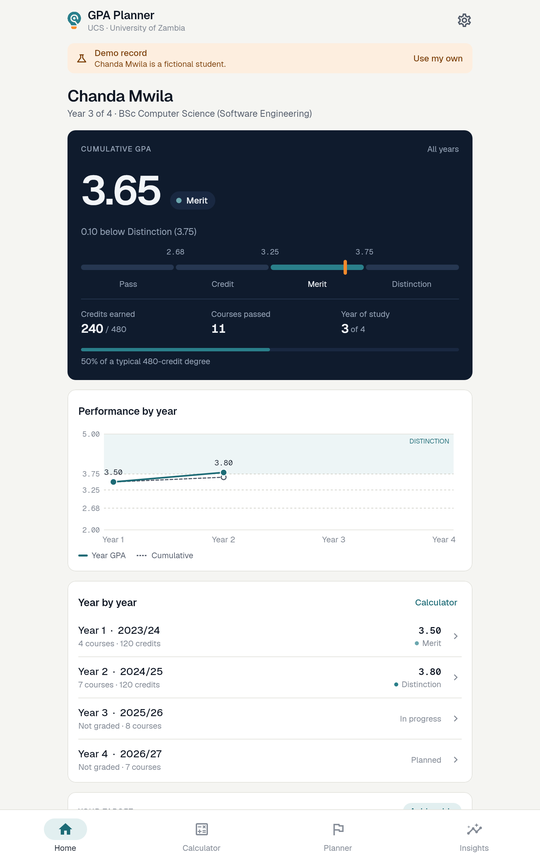 GPA Planner
UCS · University of Zambia
Demo record
Chanda Mwila is a fictional student.
Use my own
Chanda Mwila
Year 3 of 4 · BSc Computer Science (Software Engineering)
CUMULATIVE GPA
All years
3.65
Merit
0.10 below Distinction (3.75)
2.68 3.25 3.75
Pass Credit Merit Distinction
Credits earned Courses passed Year of study
240 / 480 11 3 of 4
50% of a typical 480-credit degree
Performance by year
5.00
DISTINCTION
3.80
3.75 3.50
3.25
2.68
2.00
Year 1 Year 2 Year 3 Year 4
Year GPA Cumulative
Year by year Calculator
Year 1 · 2023/24 3.50
4 courses · 120 credits Merit
Year 2 · 2024/25 3.80
7 courses · 120 credits Distinction
Year 3 · 2025/26
Not graded · 8 courses
In progress
Year 4 · 2026/27
Not graded · 7 courses
Planned
Home Calculator Planner Insights